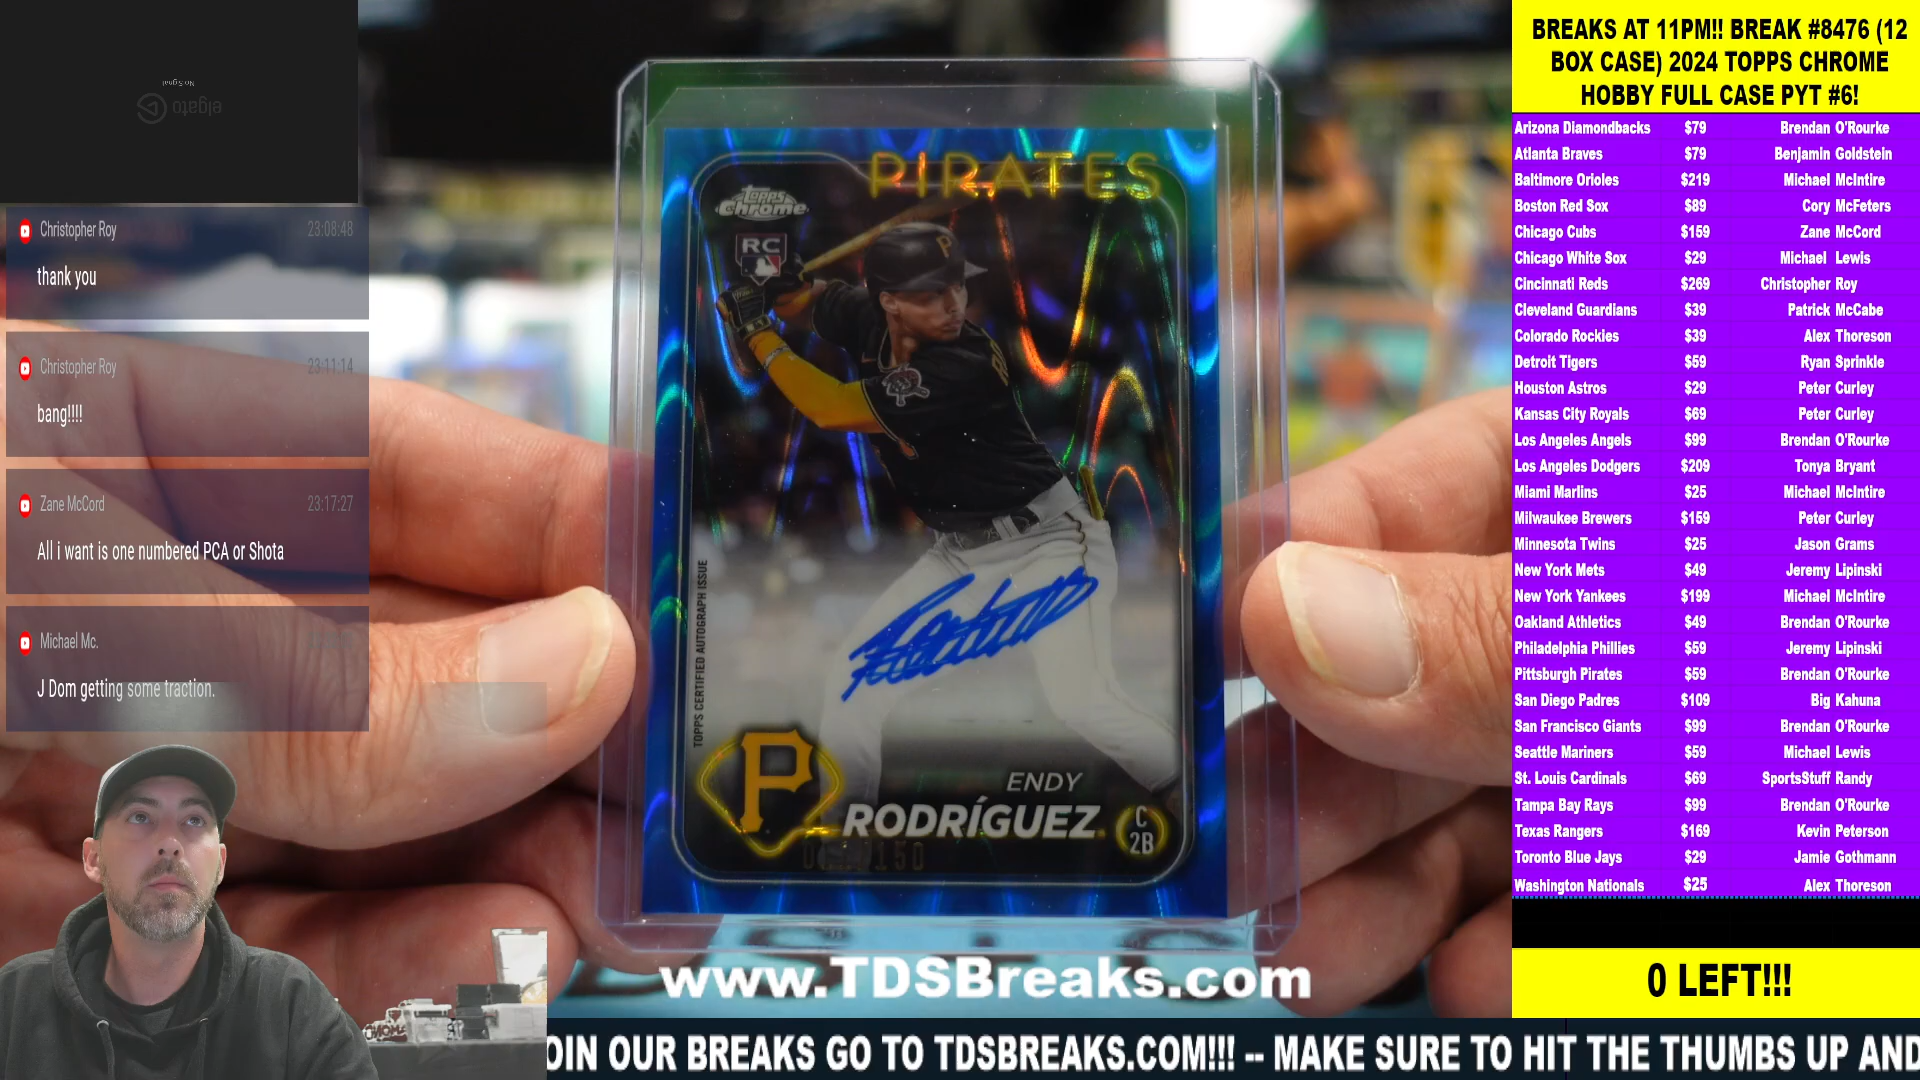 No Signal
elgato
Christopher Roy 23:08:48
thank you
Christopher Roy 23:11:14
bang!!!!
Zane McCord 23:17:27
All i want is one numbered PCA or Shota
Michael Mc.
J Dom getting some traction.
PIRATES
Topps Chrome
RC
P
TOPPS CERTIFIED AUTOGRAPH ISSUE
P
ENDY
RODRÍGUEZ
C
2B
www.TDSBreaks.com
OIN OUR BREAKS GO TO TDSBREAKS.COM!!! -- MAKE SURE TO HIT THE THUMBS UP AND
BREAKS AT 11PM!! BREAK #8476 (12
BOX CASE) 2024 TOPPS CHROME
HOBBY FULL CASE PYT #6!
Arizona Diamondbacks $79 Brendan O'Rourke
Atlanta Braves $79 Benjamin Goldstein
Baltimore Orioles $219 Michael McIntire
Boston Red Sox $89 Cory McFeters
Chicago Cubs $159 Zane McCord
Chicago White Sox $29 Michael Lewis
Cincinnati Reds $269 Christopher Roy
Cleveland Guardians $39 Patrick McCabe
Colorado Rockies $39 Alex Thoreson
Detroit Tigers $59 Ryan Sprinkle
Houston Astros $29 Peter Curley
Kansas City Royals $69 Peter Curley
Los Angeles Angels $99 Brendan O'Rourke
Los Angeles Dodgers $209 Tonya Bryant
Miami Marlins $25 Michael McIntire
Milwaukee Brewers $159 Peter Curley
Minnesota Twins $25 Jason Grams
New York Mets $49 Jeremy Lipinski
New York Yankees $199 Michael McIntire
Oakland Athletics $49 Brendan O'Rourke
Philadelphia Phillies $59 Jeremy Lipinski
Pittsburgh Pirates $59 Brendan O'Rourke
San Diego Padres $109 Big Kahuna
San Francisco Giants $99 Brendan O'Rourke
Seattle Mariners $59 Michael Lewis
St. Louis Cardinals $69 SportsStuff Randy
Tampa Bay Rays $99 Brendan O'Rourke
Texas Rangers $169 Kevin Peterson
Toronto Blue Jays $29 Jamie Gothmann
Washington Nationals $25 Alex Thoreson
0 LEFT!!!